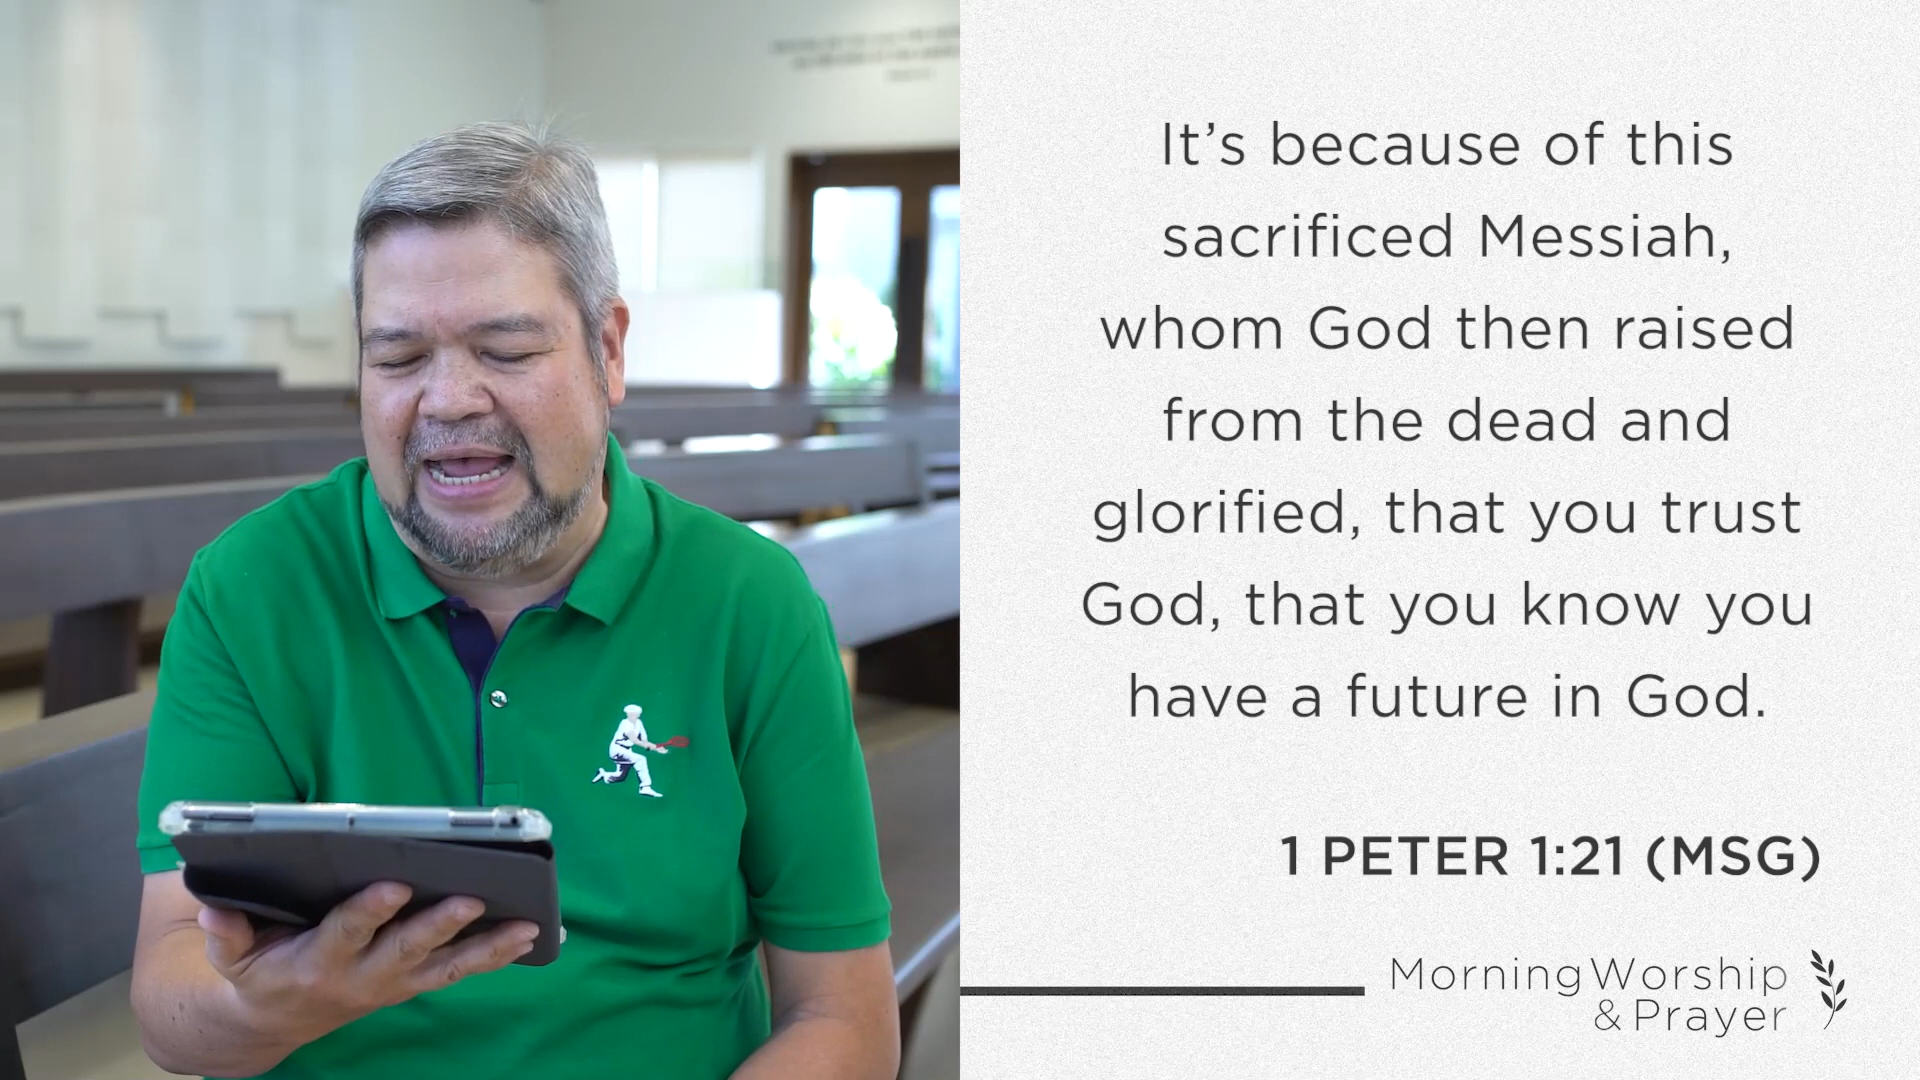 It’s because of this
sacrificed Messiah,
whom God then raised
from the dead and
glorified, that you trust
God, that you know you
have a future in God.
1 PETER 1:21 (MSG)
Morning Worship
& Prayer